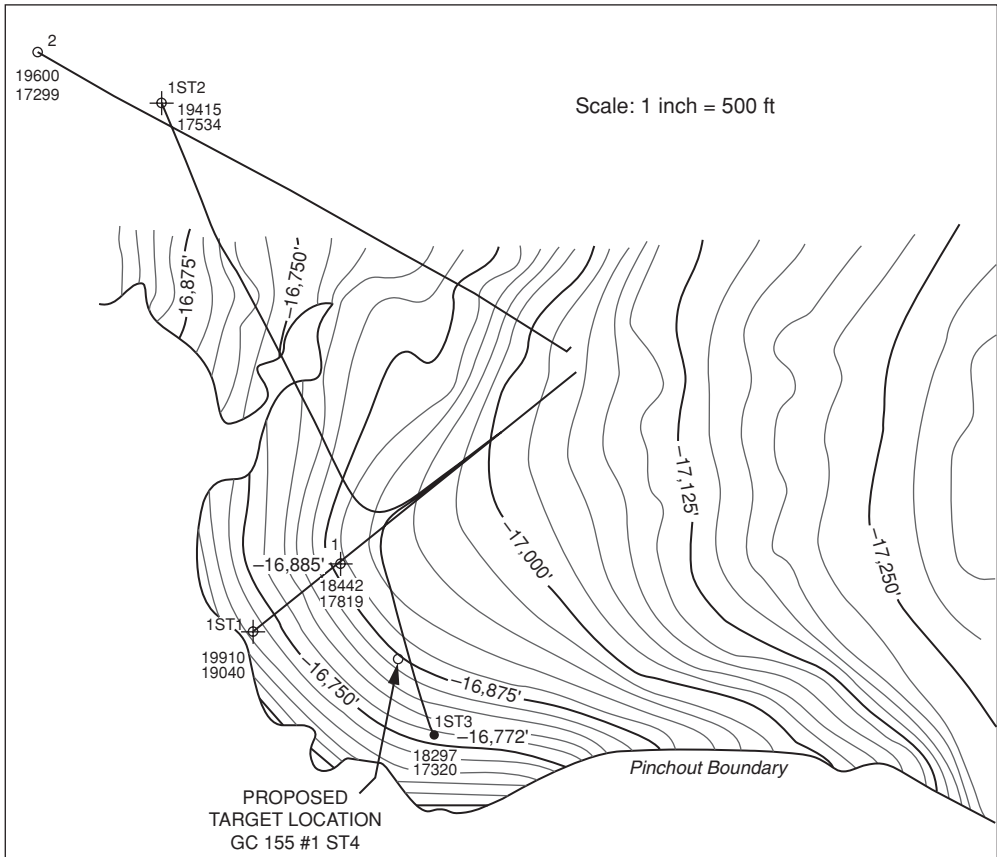 2
19600
17299
1ST2
19415
17534
Scale: 1 inch = 500 ft
16,875'
–16,750'
–17,125'
–17,000'
–17,250'
1
–16,885'
18442
17819
1ST1
19910
19040
–16,750'
–16,875'
1ST3
–16,772'
18297
17320
Pinchout Boundary
PROPOSED
TARGET LOCATION
GC 155 #1 ST4